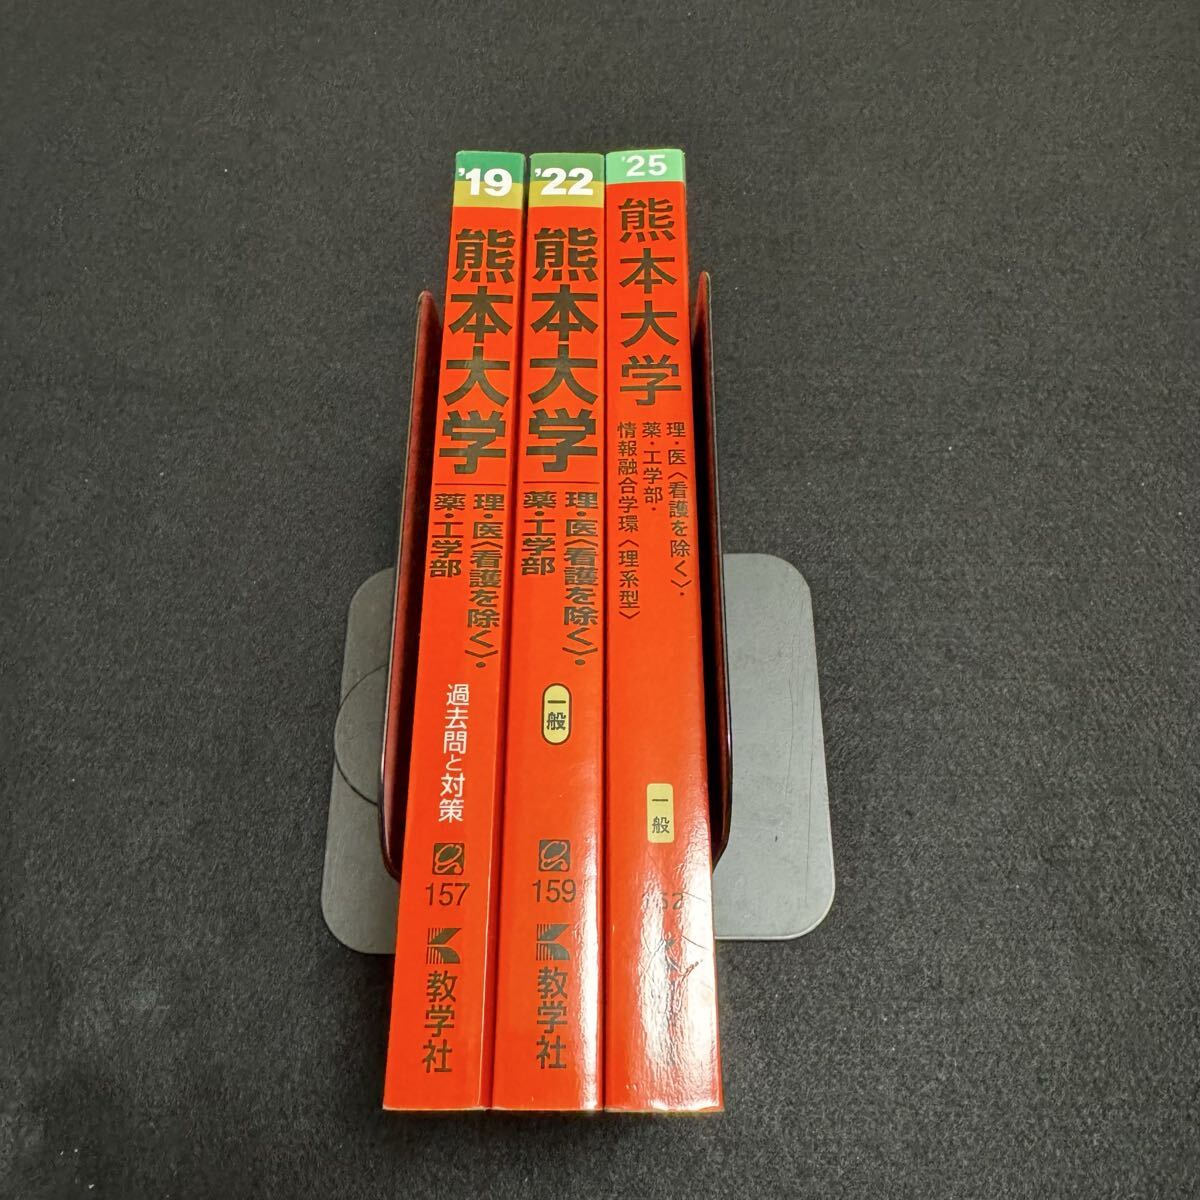 '19
熊本大学
理・医〈看護を除く〉・
薬・工学部
過去問と対策
157
教学社
'22
熊本大学
理・医〈看護を除く〉・
薬・工学部
一般
159
教学社
'25
熊本大学
理・医〈看護を除く〉・
薬・工学部・
情報融合学環〈理系型〉
一般